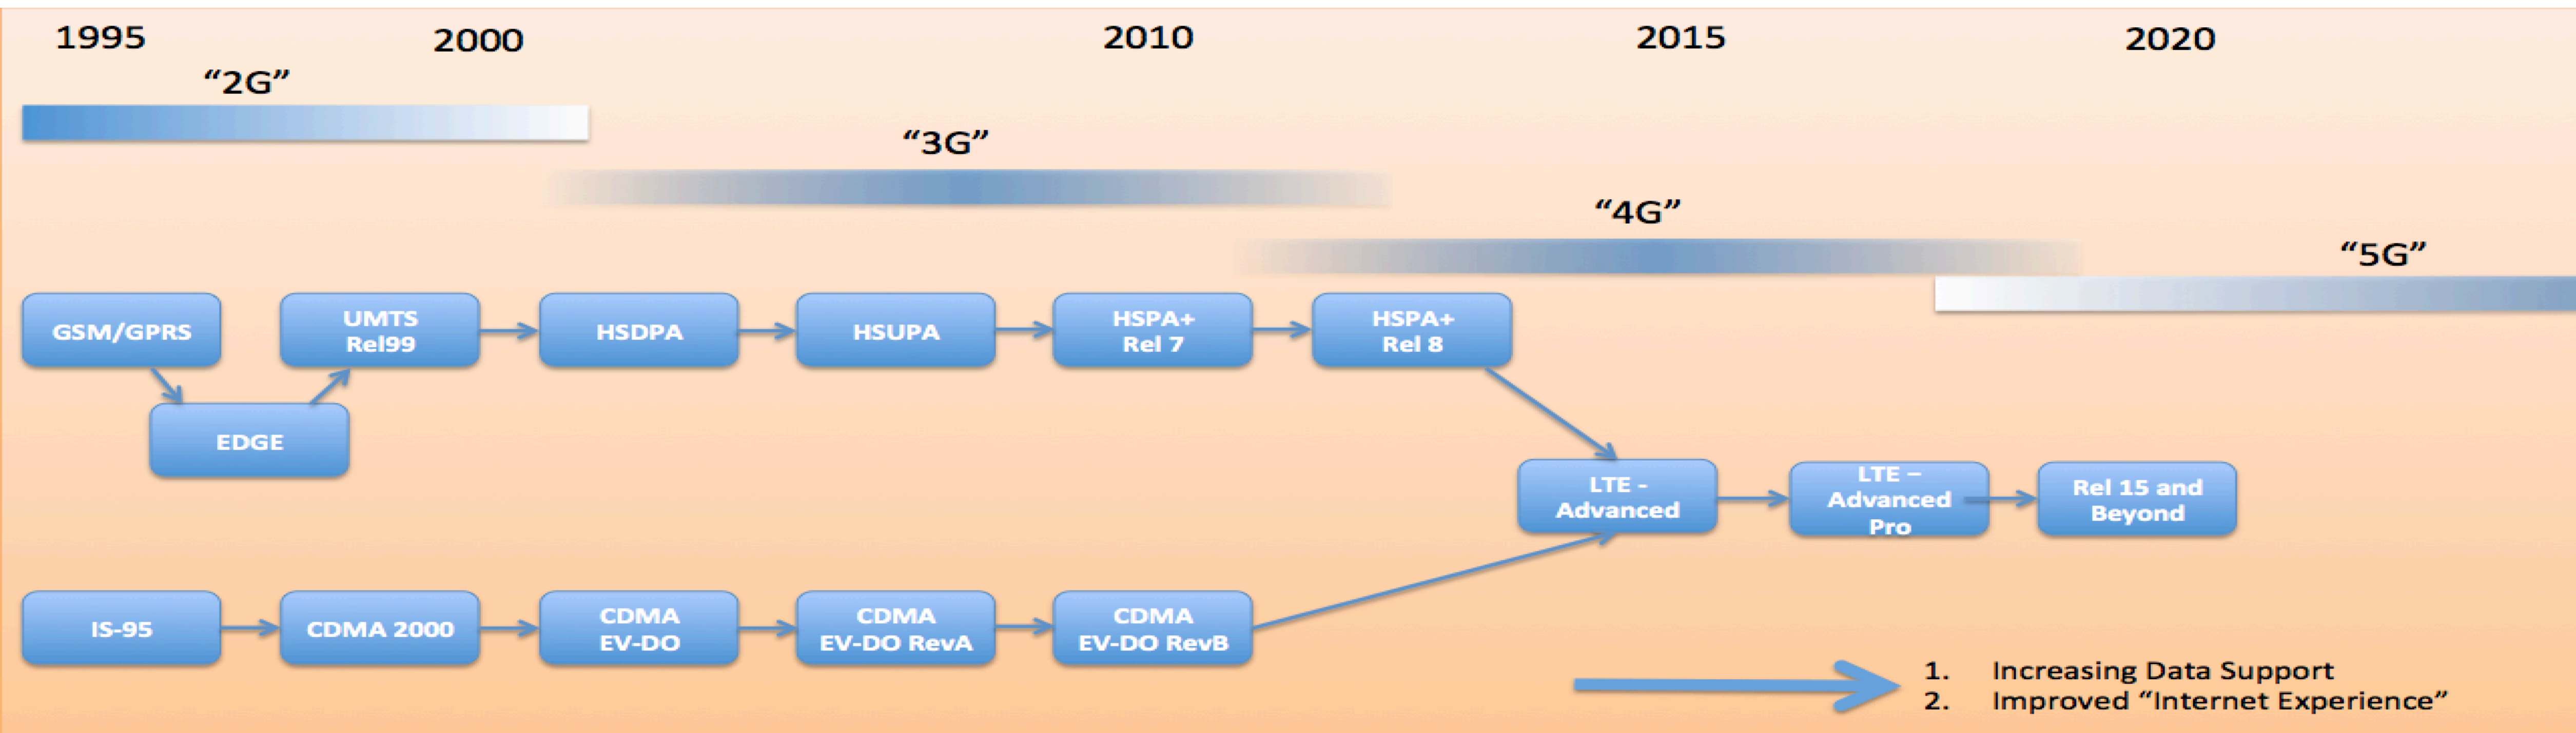 1995
2000
2010
2015
2020
“2G”
“3G”
“4G”
“5G”
GSM/GPRS
UMTS
Rel99
HSDPA
HSUPA
HSPA+
Rel 7
HSPA+
Rel 8
EDGE
LTE -
Advanced
LTE –
Advanced
Pro
Rel 15 and
Beyond
IS-95
CDMA 2000
CDMA
EV-DO
CDMA
EV-DO RevA
CDMA
EV-DO RevB
1. Increasing Data Support
2. Improved “Internet Experience”